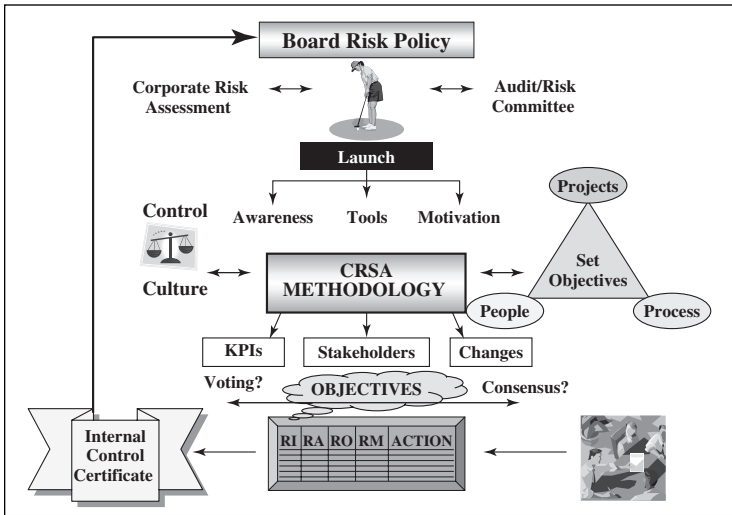 Board Risk Policy
Corporate Risk
Assessment
Audit/Risk
Committee
Launch
Projects
Control
Awareness
Tools
Motivation
Set
Objectives
CRSA
METHODOLOGY
Culture
People
Process
KPIs
Stakeholders
Changes
Voting?
OBJECTIVES
Consensus?
Internal
Control
Certificate
RI RA RO RM ACTION